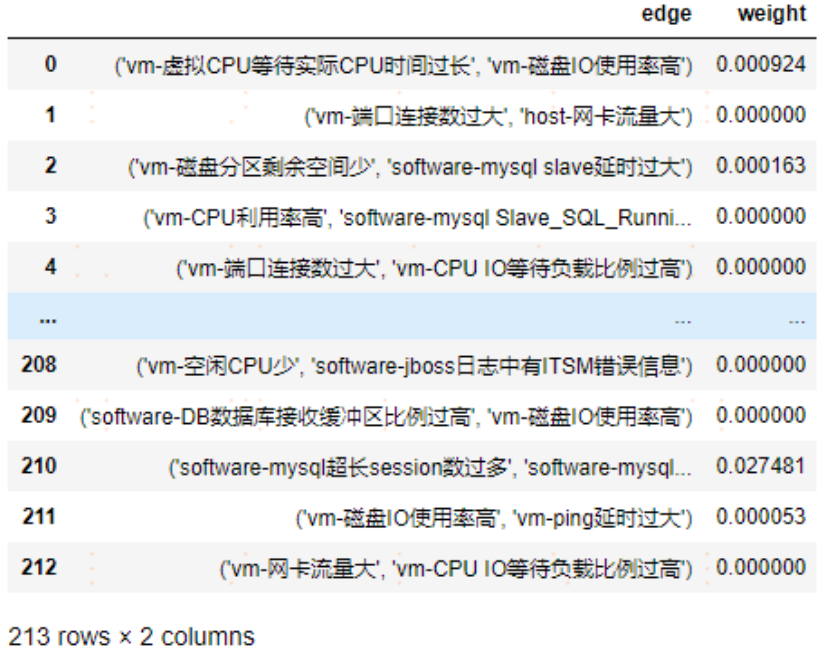 edge weight
0 ('vm-虚拟CPU等待实际CPU时间过长', 'vm-磁盘IO使用率高') 0.000924
1 ('vm-端口连接数过大', 'host-网卡流量大') 0.000000
2 ('vm-磁盘分区剩余空间少', 'software-mysql slave延时过大') 0.000163
3 ('vm-CPU利用率高', 'software-mysql Slave_SQL_Runni... 0.000000
4 ('vm-端口连接数过大', 'vm-CPU IO等待负载比例过高') 0.000000
... ... ...
208 ('vm-空闲CPU少', 'software-jboss日志中有ITSM错误信息') 0.000000
209 ('software-DB数据库接收缓冲区比例过高', 'vm-磁盘IO使用率高') 0.000000
210 ('software-mysql超长session数过多', 'software-mysql... 0.027481
211 ('vm-磁盘IO使用率高', 'vm-ping延时过大') 0.000053
212 ('vm-网卡流量大', 'vm-CPU IO等待负载比例过高') 0.000000
213 rows × 2 columns